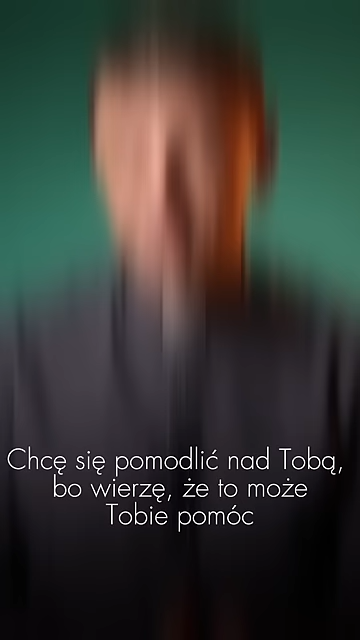 Chcę się pomodlić nad Tobą,
bo wierzę, że to może
Tobie pomóc